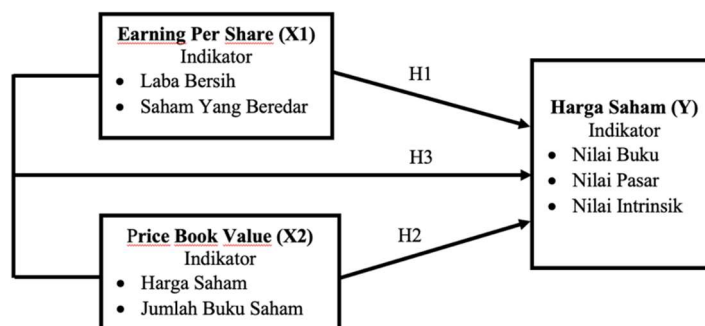 Earning Per Share (X1)
Indikator
• Laba Bersih
• Saham Yang Beredar
H1
Harga Saham (Y)
Indikator
• Nilai Buku
• Nilai Pasar
• Nilai Intrinsik
H3
Price Book Value (X2)
Indikator
• Harga Saham
• Jumlah Buku Saham
H2